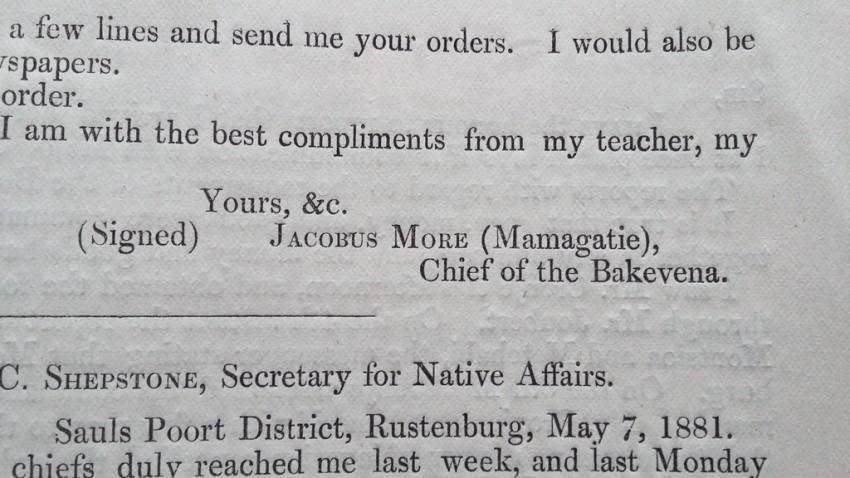 a few lines and send me your orders. I would also be
wspapers.
order.
I am with the best compliments from my teacher, my
Yours, &c.
(Signed) JACOBUS MORE (Mamagatie),
Chief of the Bakevena.
C. SHEPSTONE, Secretary for Native Affairs.
Sauls Poort District, Rustenburg, May 7, 1881.
chiefs duly reached me last week, and last Monday